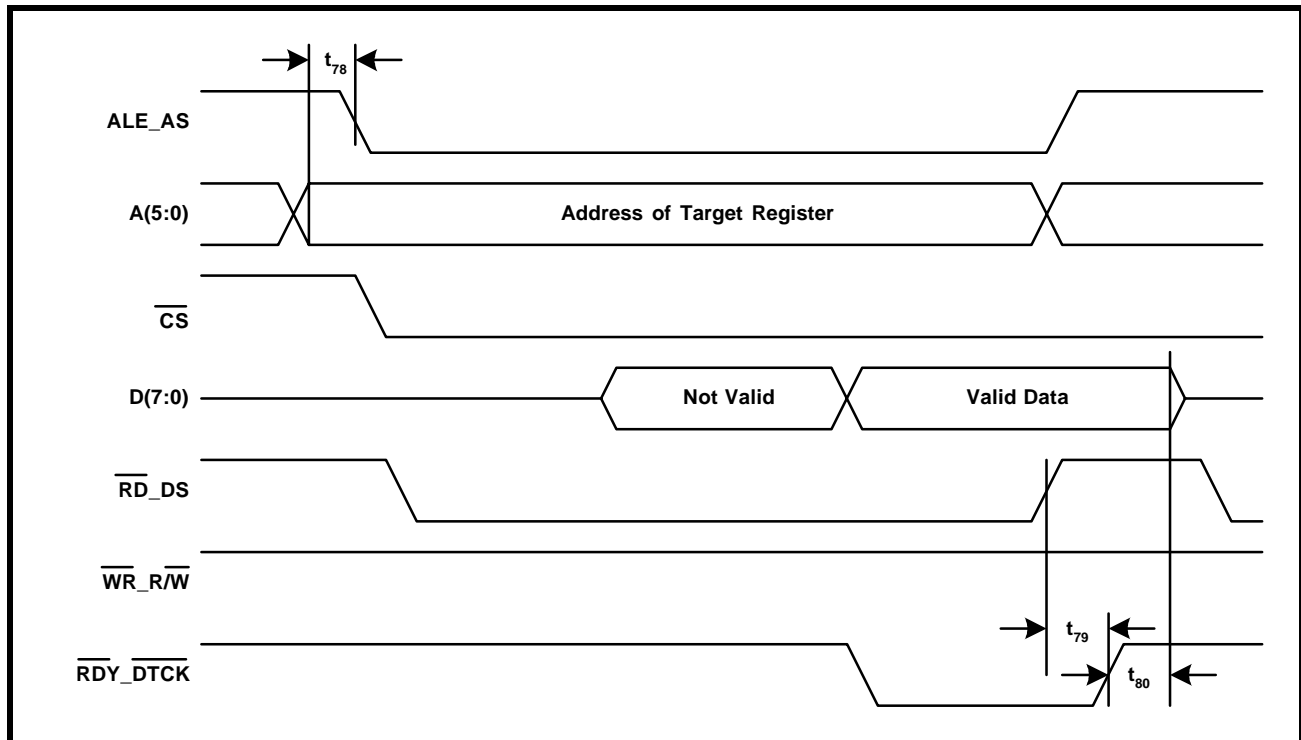 t78
ALE_AS
A(5:0) Address of Target Register
CS
D(7:0) Not Valid Valid Data
RD_DS
WR_R/W
t79
RDY_DTCK
t80